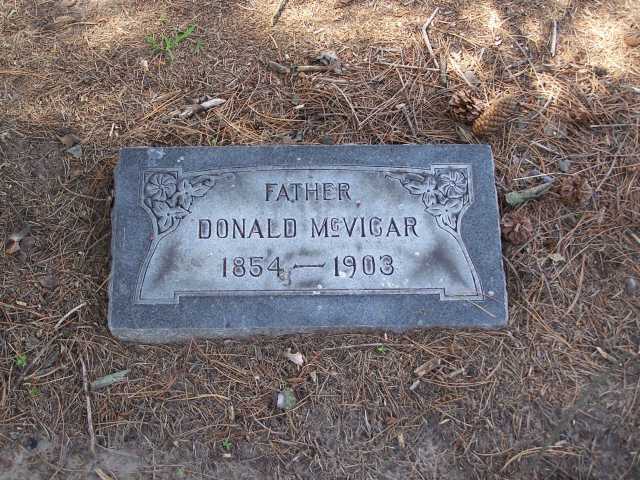 FATHER
DONALD McVICAR
1854 — 1903